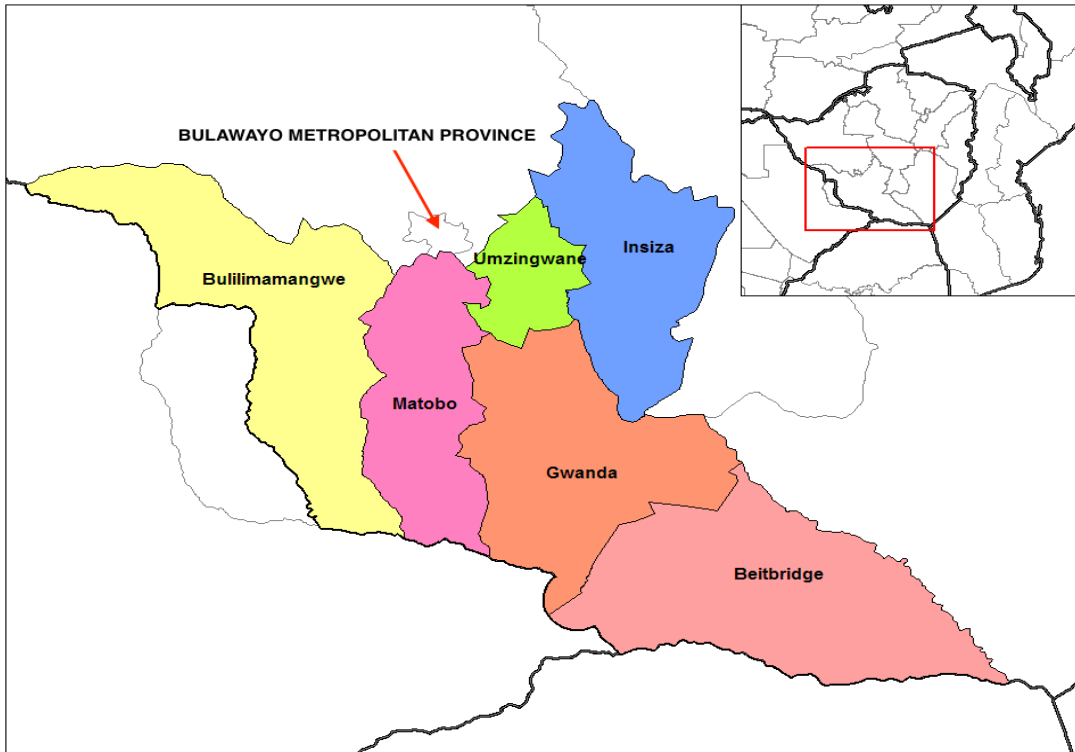 BULAWAYO METROPOLITAN PROVINCE
Umzingwane
Insiza
Bulilimamangwe
Matobo
Gwanda
Beitbridge